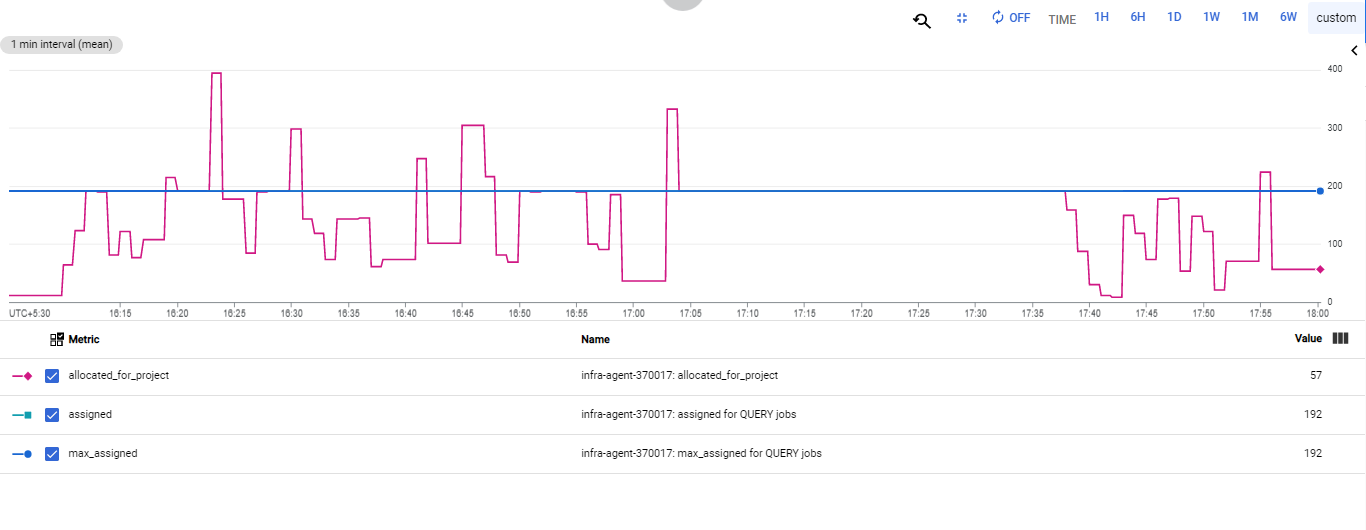 OFF TIME 1H 6H 1D 1W 1M 6W custom
1 min interval (mean)
400
300
200
100
0
UTC+5:30 16:15 16:20 16:25 16:30 16:35 16:40 16:45 16:50 16:55 17:00 17:05 17:10 17:15 17:20 17:25 17:30 17:35 17:40 17:45 17:50 17:55 18:00
Metric Name Value
allocated_for_project infra-agent-370017: allocated_for_project 57
assigned infra-agent-370017: assigned for QUERY jobs 192
max_assigned infra-agent-370017: max_assigned for QUERY jobs 192